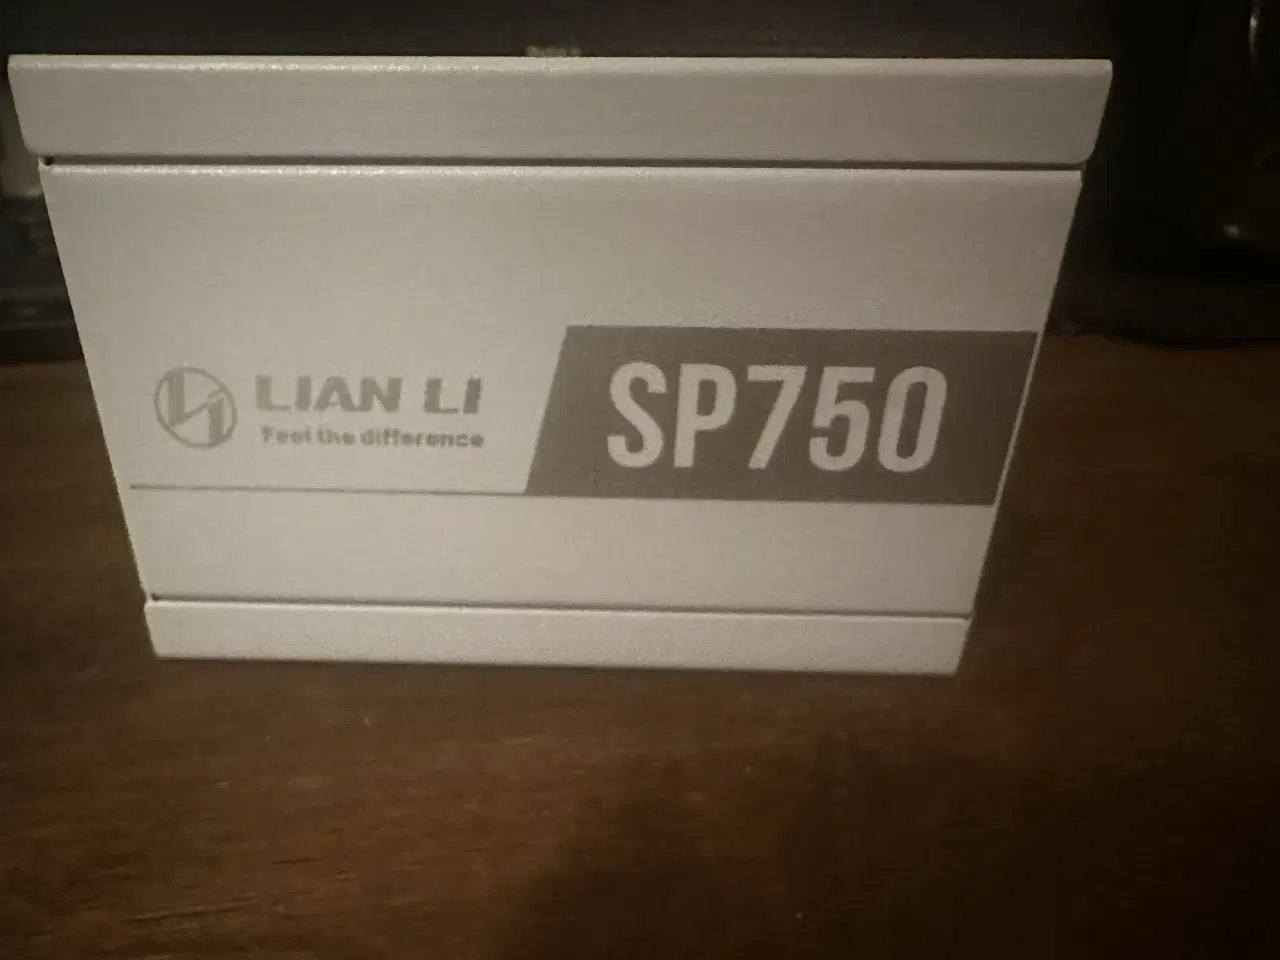 LIAN LI
Feel the difference
SP750